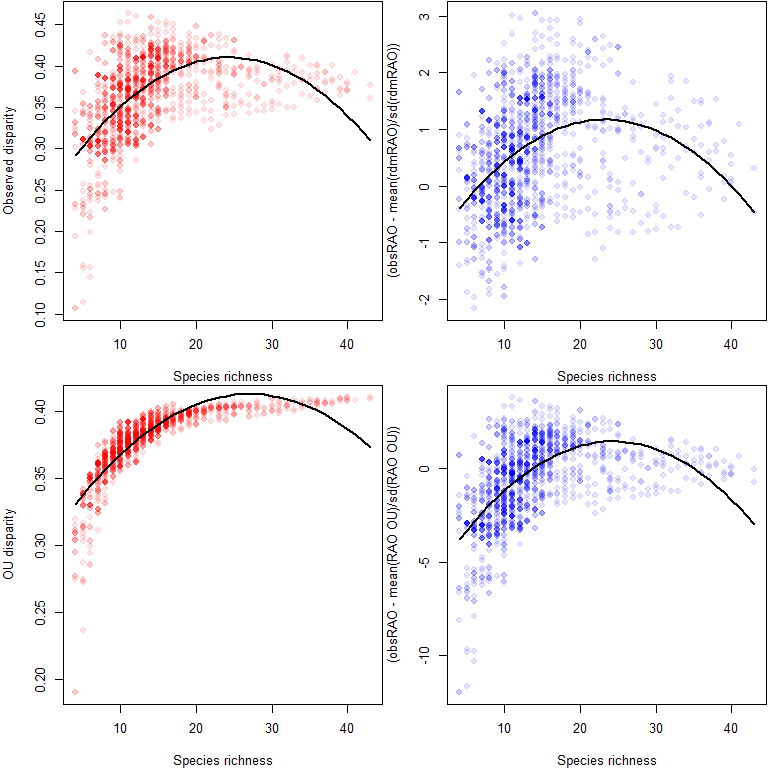 Observed disparity
0.10 0.15 0.20 0.25 0.30 0.35 0.40 0.45
10 20 30 40
Species richness
(obsRAO - mean(rdmRAO)/sd(rdmRAO))
-2 -1 0 1 2 3
10 20 30 40
Species richness
OU disparity
0.20 0.25 0.30 0.35 0.40
10 20 30 40
Species richness
(obsRAO - mean(RAO OU)/sd(RAO OU))
-10 -5 0
10 20 30 40
Species richness